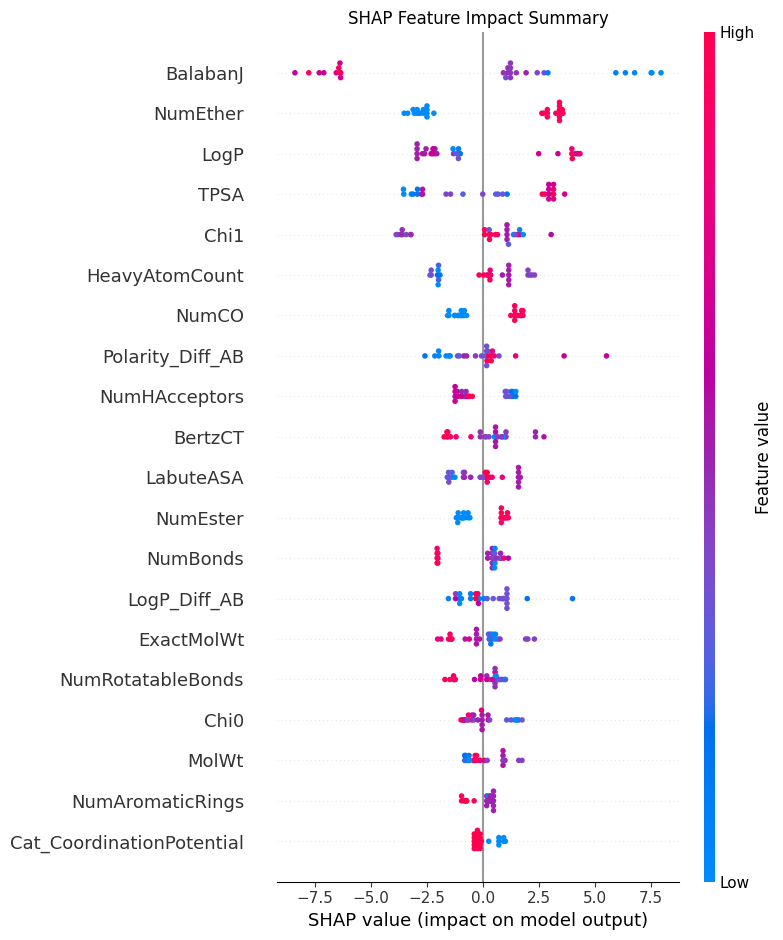 SHAP Feature Impact Summary
High
BalabanJ
NumEther
LogP
TPSA
Chi1
HeavyAtomCount
NumCO
Polarity_Diff_AB
NumHAcceptors
BertzCT
LabuteASA
NumEster
NumBonds
LogP_Diff_AB
ExactMolWt
NumRotatableBonds
Chi0
MolWt
NumAromaticRings
Cat_CoordinationPotential
Feature value
Low
−7.5 −5.0 −2.5 0.0 2.5 5.0 7.5
SHAP value (impact on model output)